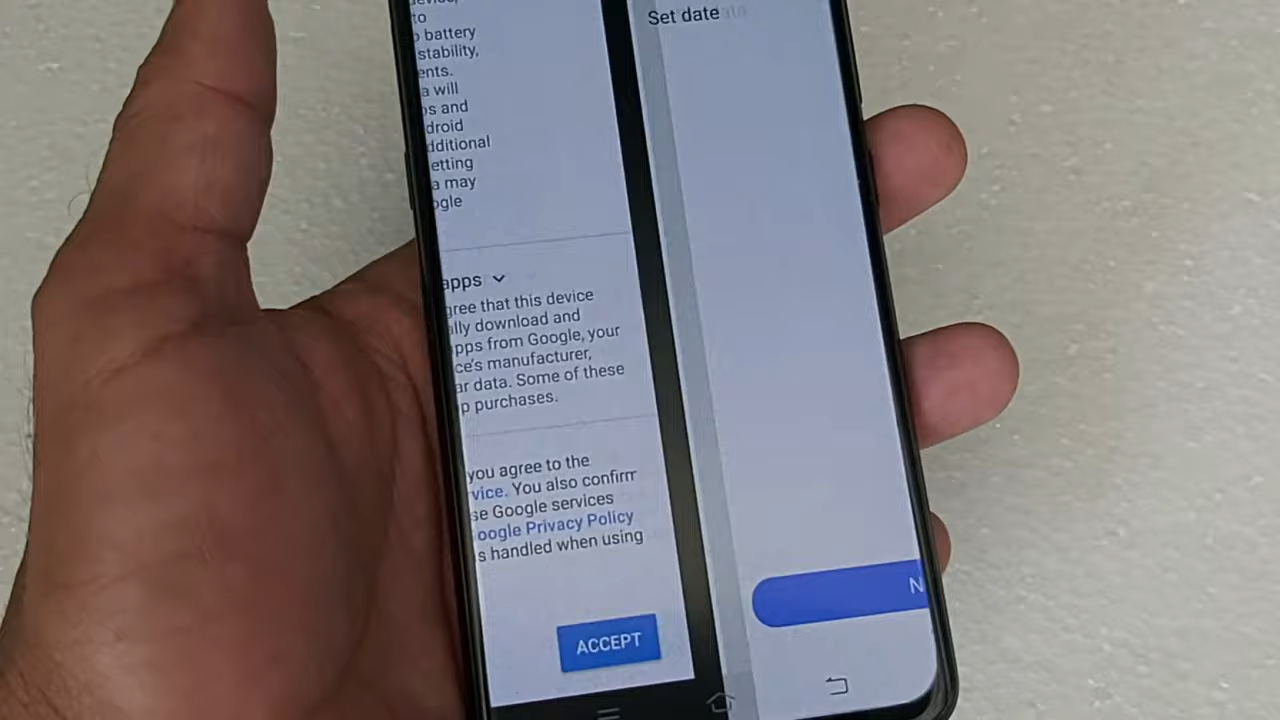 to
battery
stability,
ents.
a will
and
droid
dditional
etting
a may
ogle
apps
gree that this device
ally download and
pps from Google, your
ce's manufacturer,
ar data. Some of these
p purchases.
you agree to the
vice. You also confirm
se Google services
oogle Privacy Policy
s handled when using
ACCEPT
Set date
N